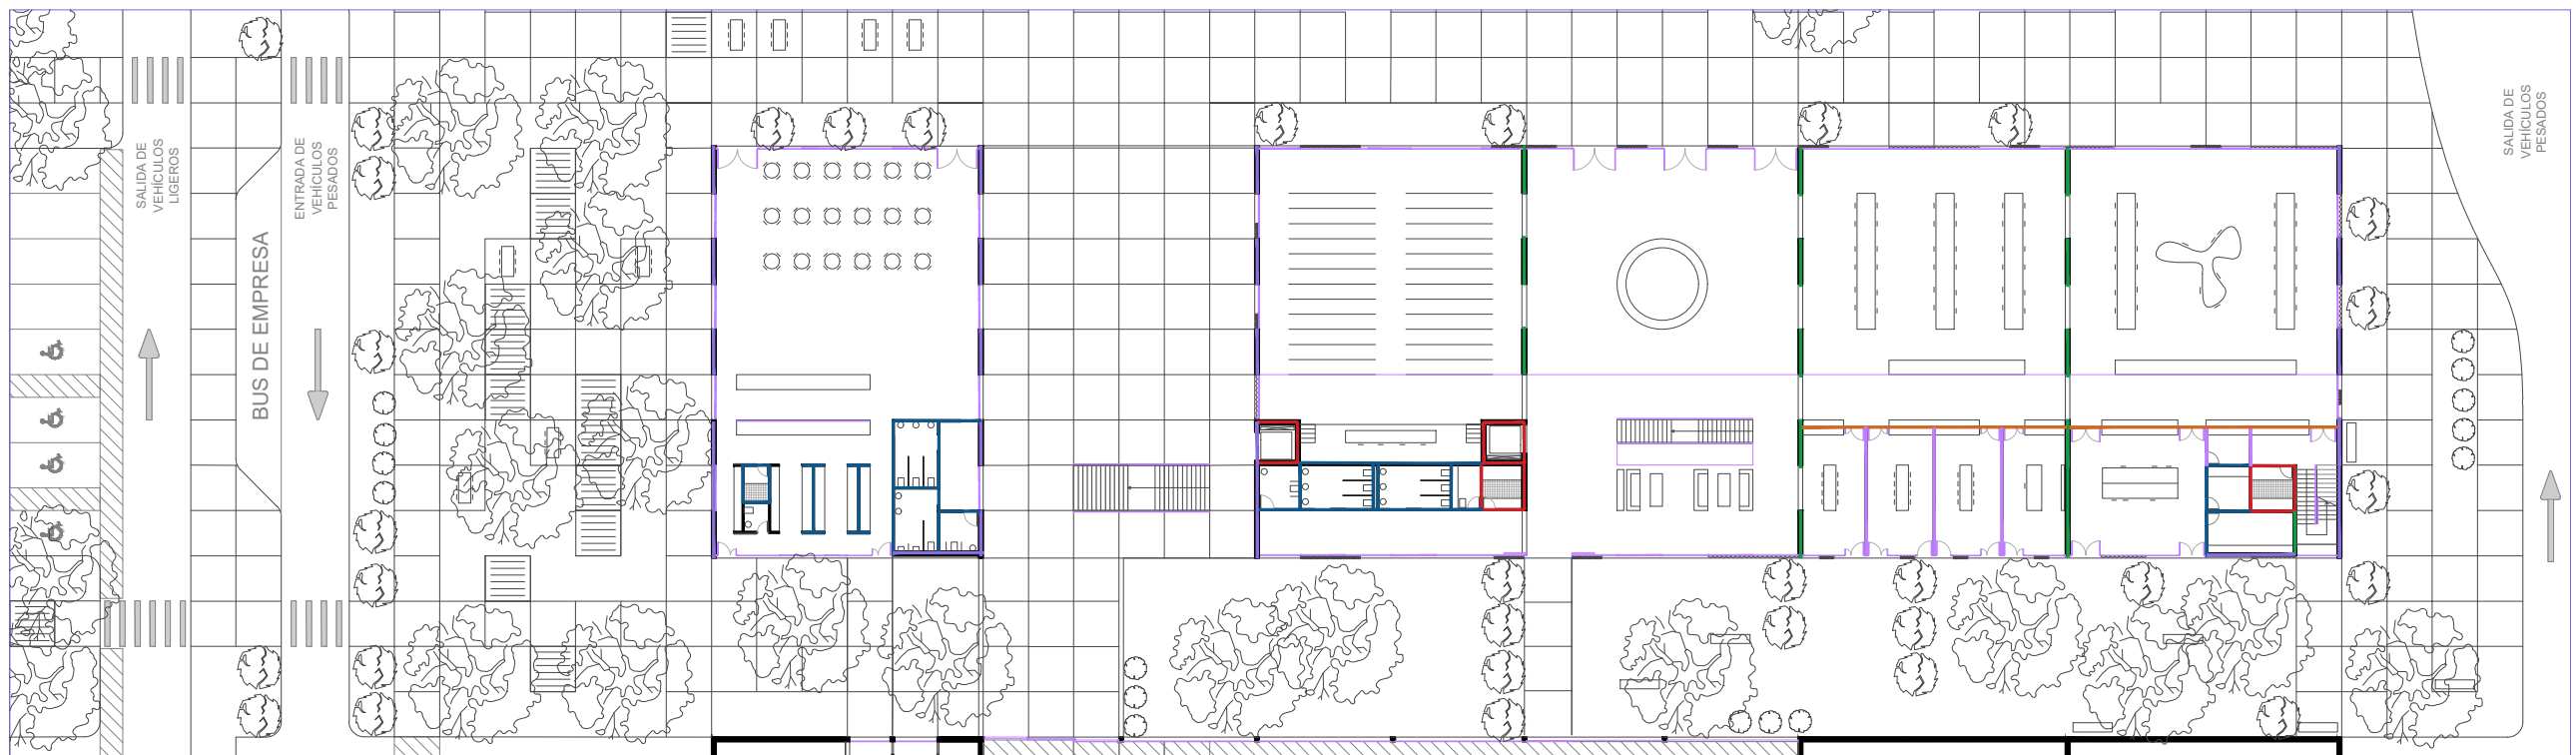 SALIDA DE
VEHÍCULOS
LIGEROS
BUS DE EMPRESA
ENTRADA DE
VEHÍCULOS
PESADOS
SALIDA DE
VEHÍCULOS
PESADOS